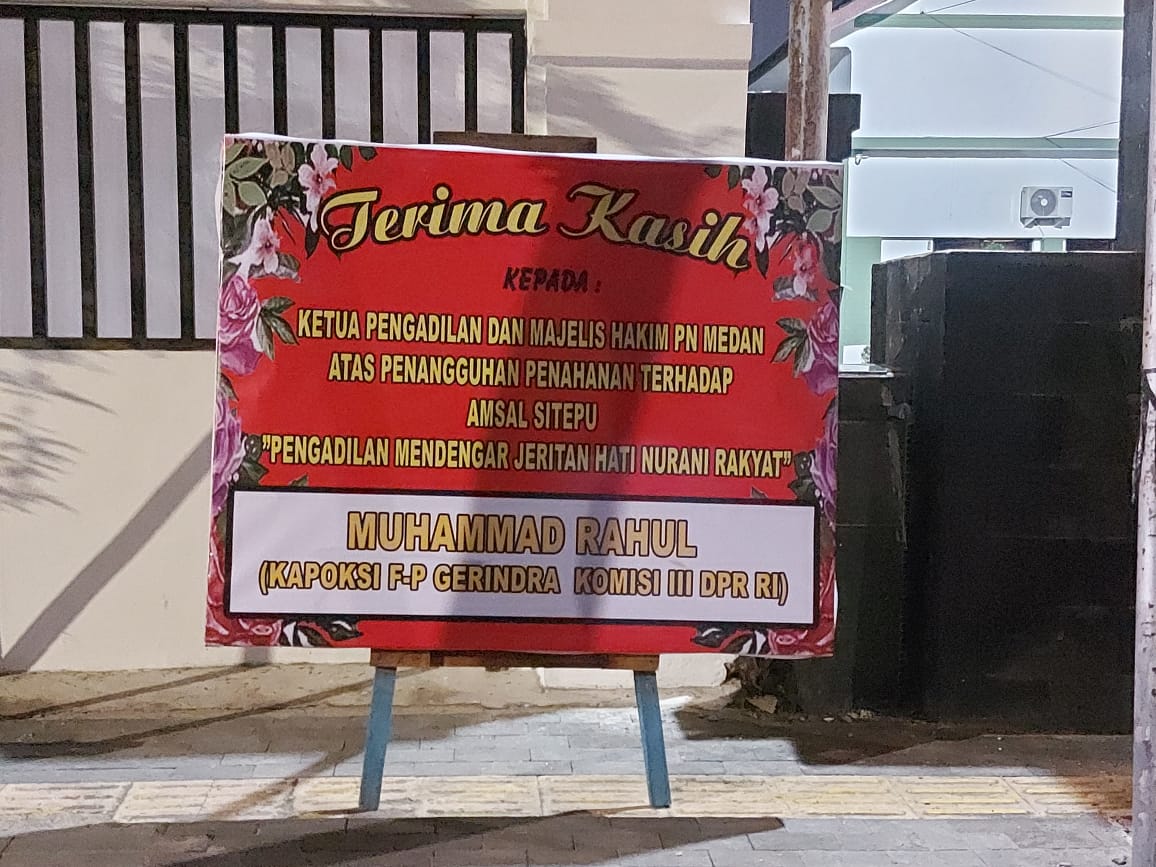 Terima Kasih
KEPADA :
KETUA PENGADILAN DAN MAJELIS HAKIM PN MEDAN
ATAS PENANGGUHAN PENAHANAN TERHADAP
AMSAL SITEPU
"PENGADILAN MENDENGAR JERITAN HATI NURANI RAKYAT"
MUHAMMAD RAHUL
(KAPOKSI F-P GERINDRA KOMISI III DPR RI)